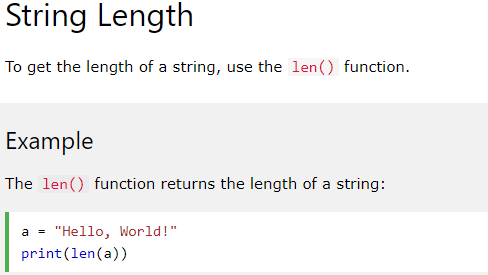 String Length
To get the length of a string, use the len() function.
Example
The len() function returns the length of a string:
a = "Hello, World!"
print(len(a))